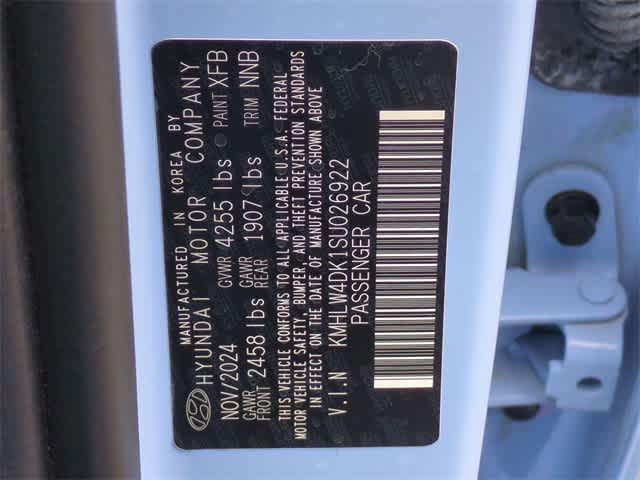 MANUFACTURED IN KOREA BY
HYUNDAI MOTOR COMPANY
NOV/2024 GVWR 4255 lbs PAINT XFB
GAWR FRONT 2458 lbs GAWR REAR 1907 lbs TRIM NNB
THIS VEHICLE CONFORMS TO ALL APPLICABLE U.S.A. FEDERAL
MOTOR VEHICLE SAFETY, BUMPER, AND THEFT PREVENTION STANDARDS
IN EFFECT ON THE DATE OF MANUFACTURE SHOWN ABOVE
V.I.N KMHLW4DK1SU026922
PASSENGER CAR